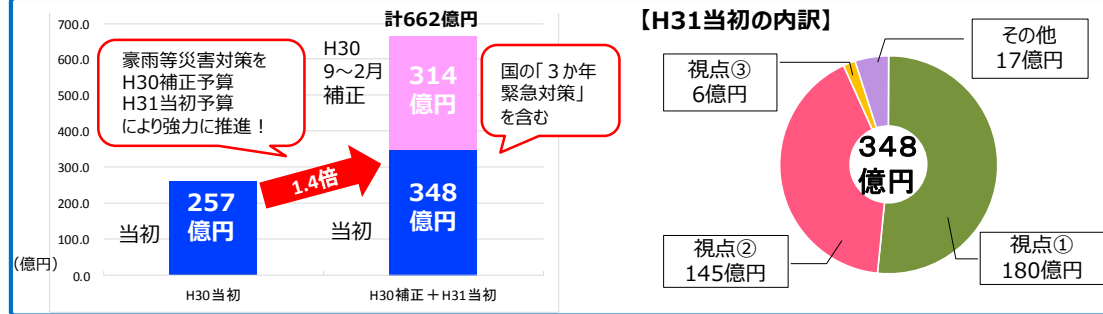 計662億円
700.0
600.0
500.0
400.0
300.0
200.0
100.0
0.0
(億円)
豪雨等災害対策を
H30補正予算
H31当初予算
により強力に推進！
H30
9～2月
補正
314
億円
国の「３か年
緊急対策」
を含む
1.4倍
当初
257
億円
当初
348
億円
H30当初
H30補正＋H31当初
【H31当初の内訳】
視点③
6億円
その他
17億円
348
億円
視点②
145億円
視点①
180億円